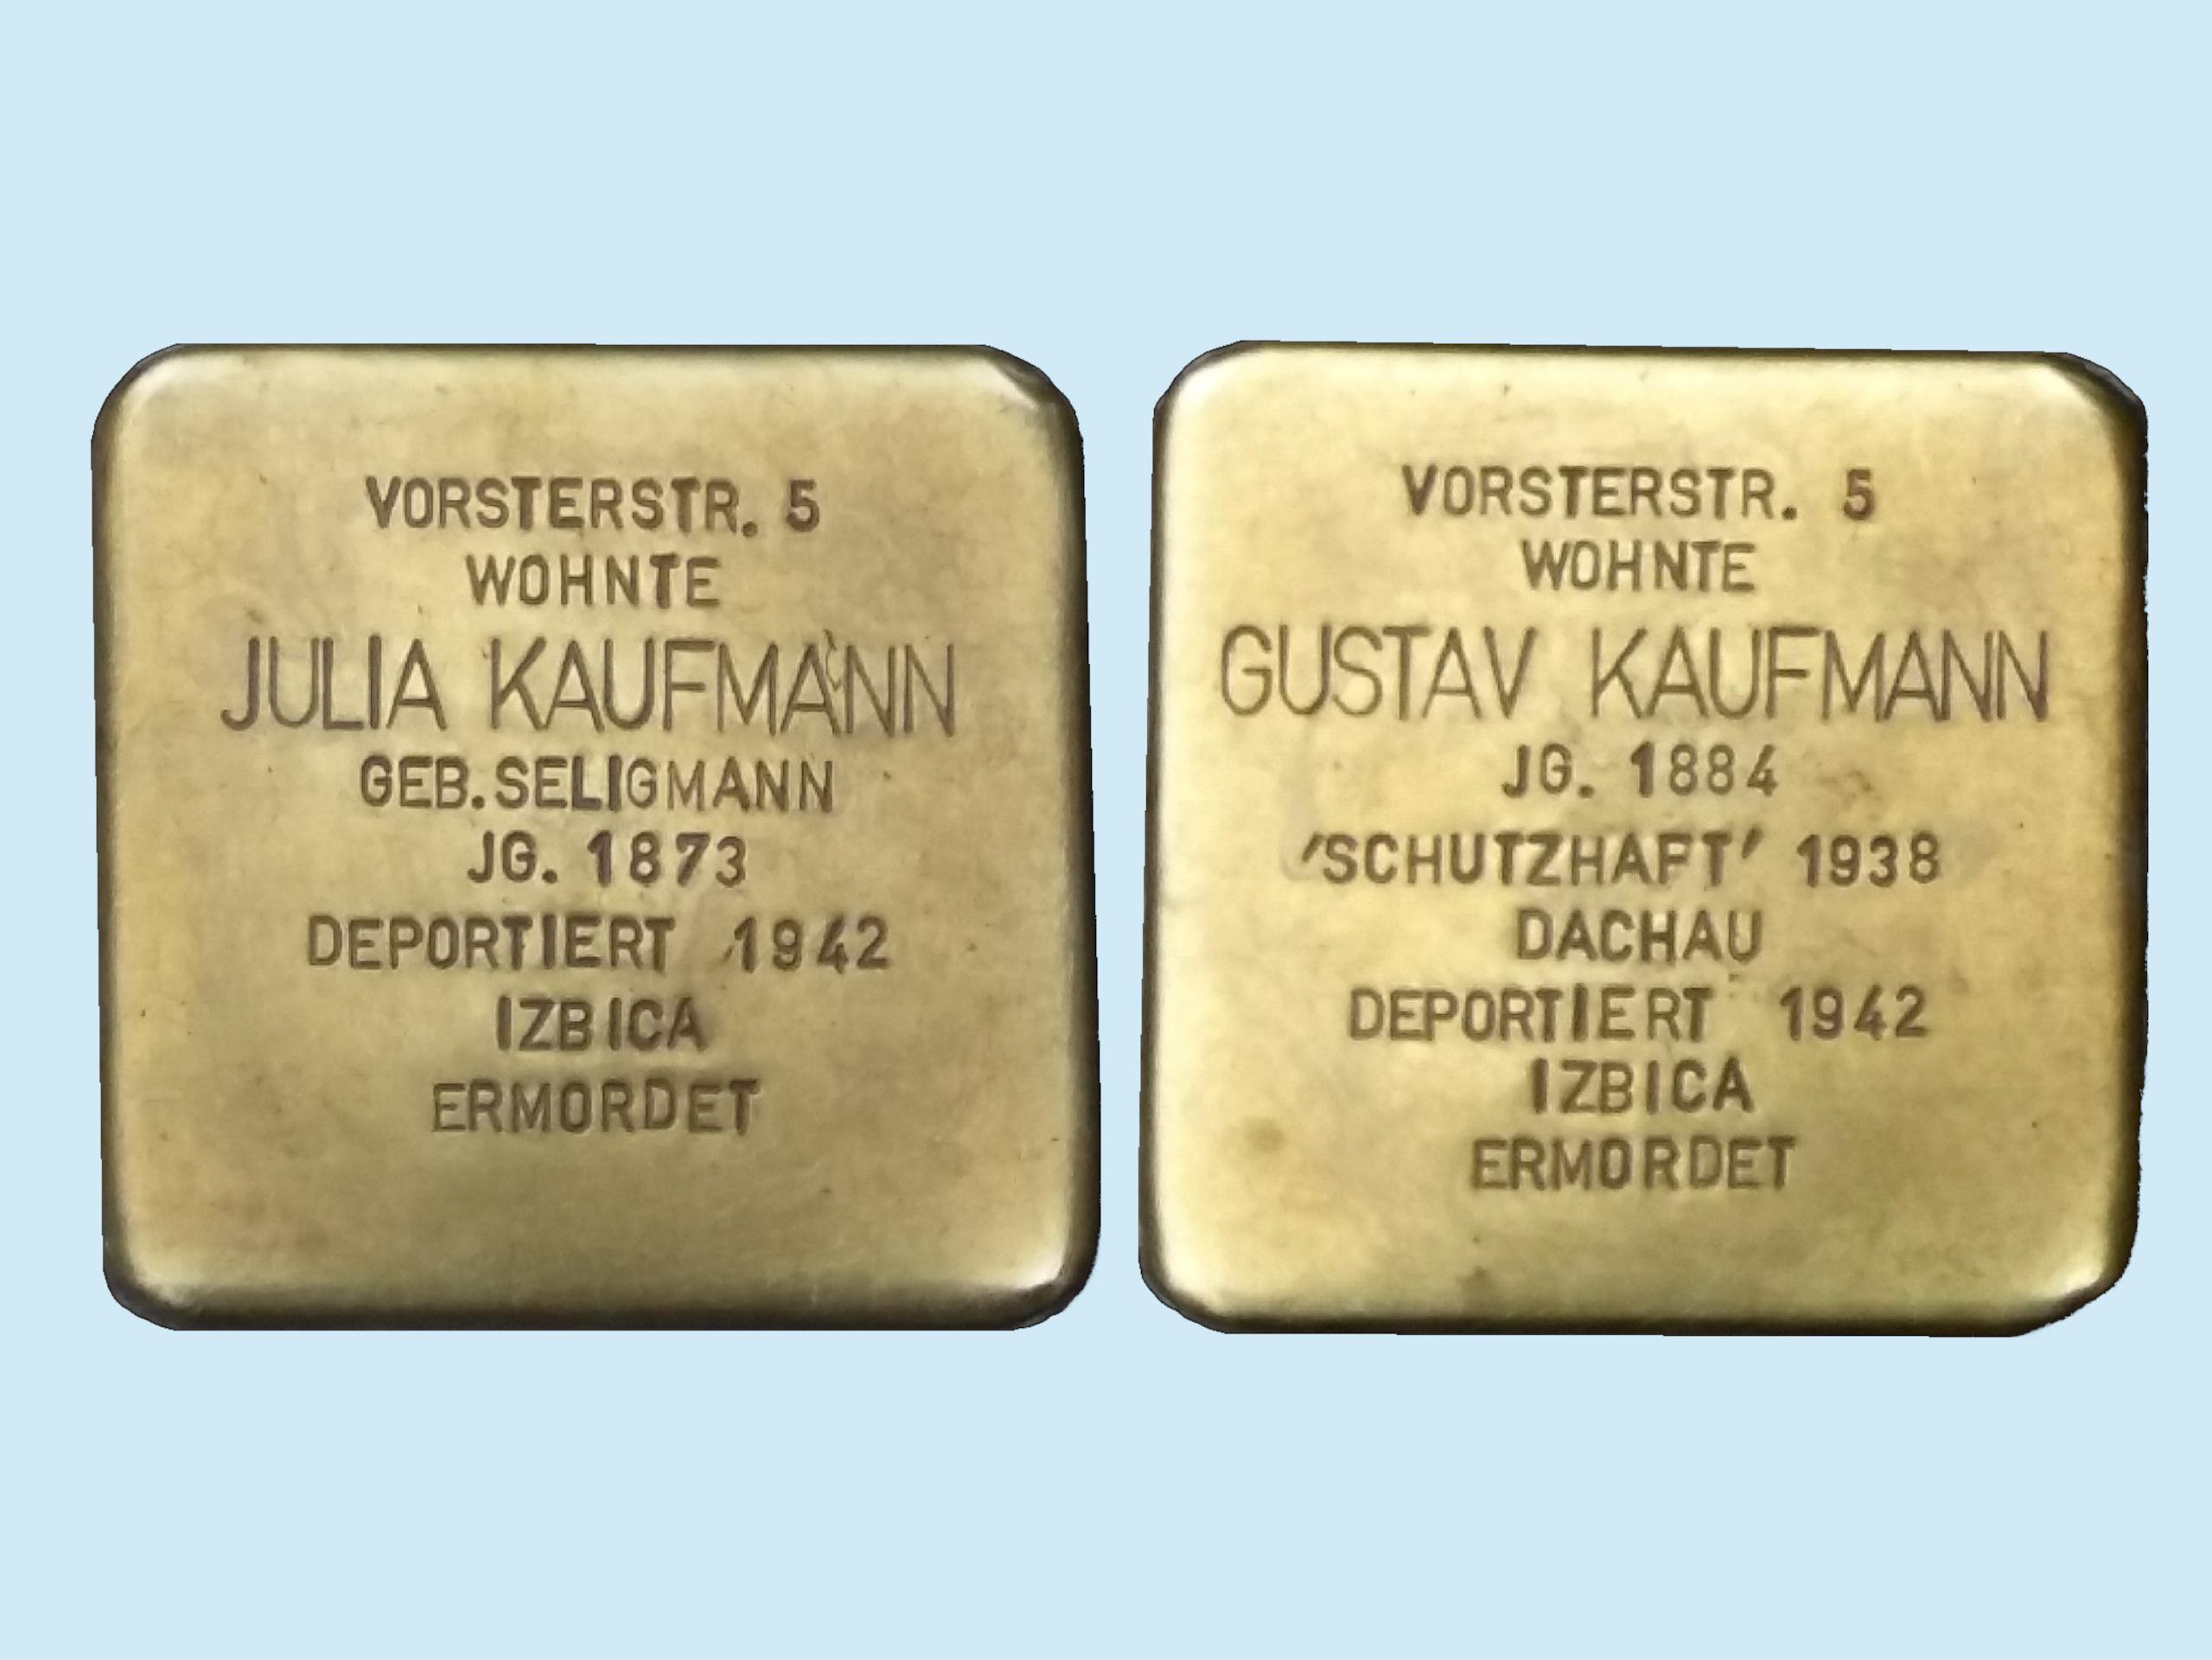 VORSTERSTR. 5
WOHNTE
JULIA KAUFMANN
GEB.SELIGMANN
JG. 1873
DEPORTIERT 1942
IZBICA
ERMORDET
VORSTERSTR. 5
WOHNTE
GUSTAV KAUFMANN
JG. 1884
'SCHUTZHAFT' 1938
DACHAU
DEPORTIERT 1942
IZBICA
ERMORDET